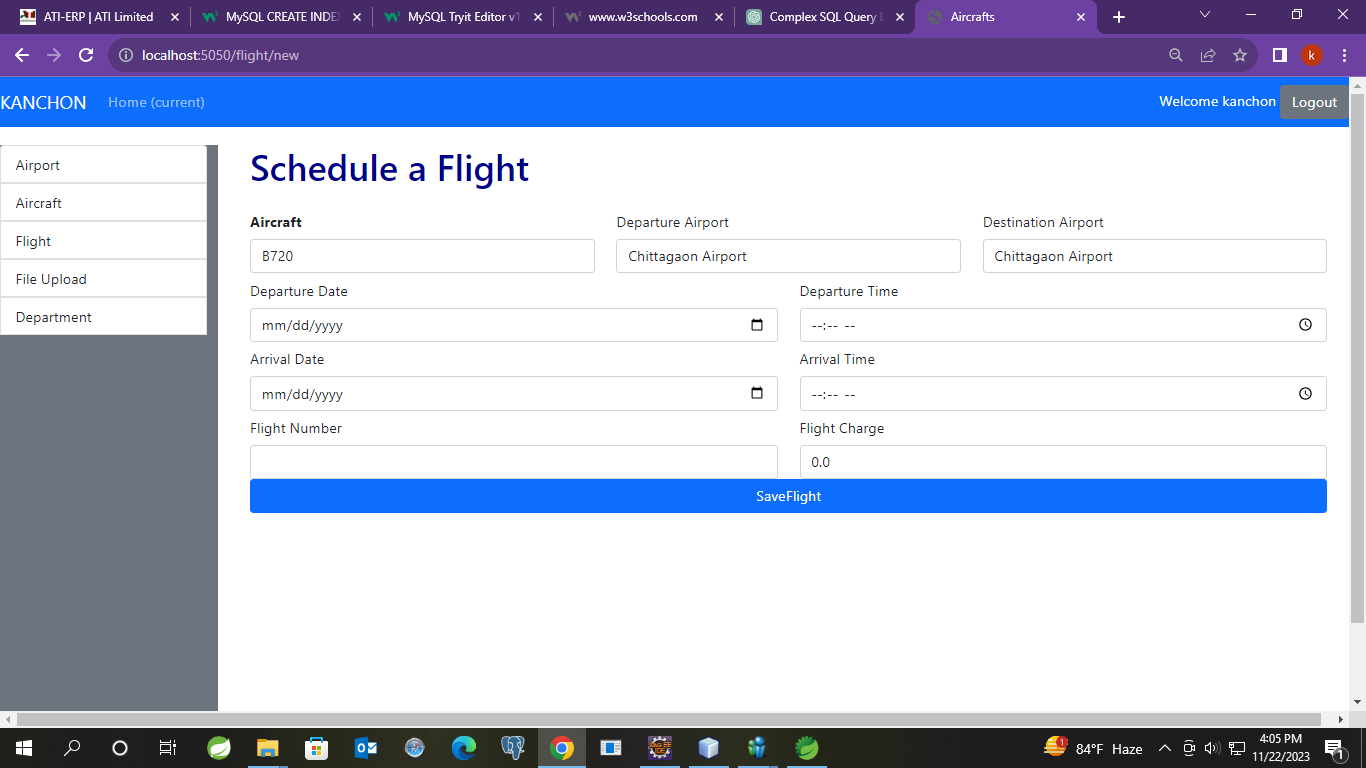 ATI-ERP | ATI Limited
MySQL CREATE INDEX
MySQL Tryit Editor v1
www.w3schools.com
Complex SQL Query E
Aircrafts
localhost:5050/flight/new
k
KANCHON
Home (current)
Welcome kanchon
Logout
Airport
Aircraft
Flight
File Upload
Department
Schedule a Flight
Aircraft
Departure Airport
Destination Airport
B720
Chittagaon Airport
Chittagaon Airport
Departure Date
Departure Time
mm/dd/yyyy
--:-- --
Arrival Date
Arrival Time
mm/dd/yyyy
--:-- --
Flight Number
Flight Charge
0.0
SaveFlight
1
84°F Haze
4:05 PM
11/22/2023
1